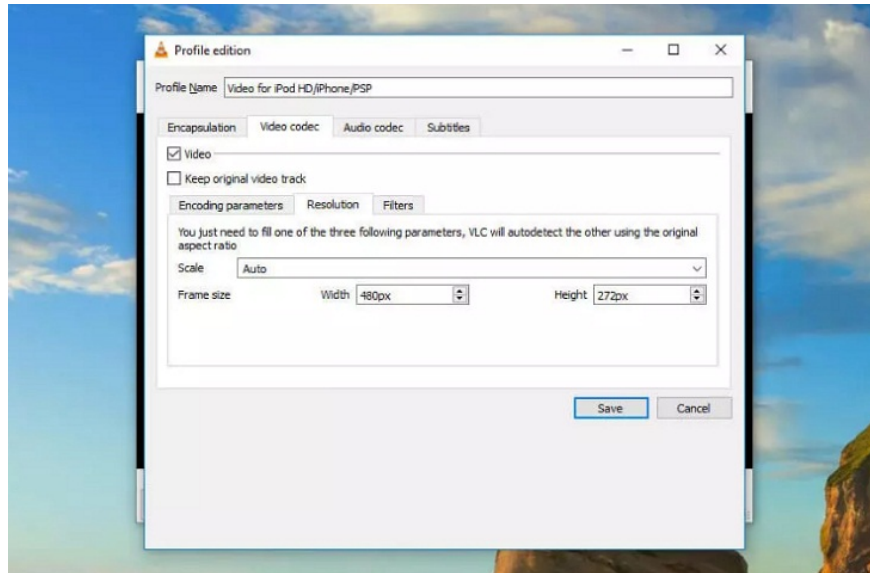 Profile edition
Profile Name Video for iPod HD/iPhone/PSP
Encapsulation Video codec Audio codec Subtitles
Video
Keep original video track
Encoding parameters Resolution Filters
You just need to fill one of the three following parameters, VLC will autodetect the other using the original
aspect ratio
Scale Auto
Frame size Width 480px Height 272px
Save Cancel